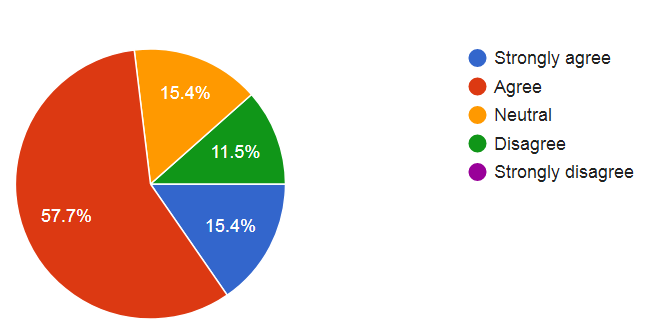 15.4%
11.5%
57.7%
15.4%
Strongly agree
Agree
Neutral
Disagree
Strongly disagree